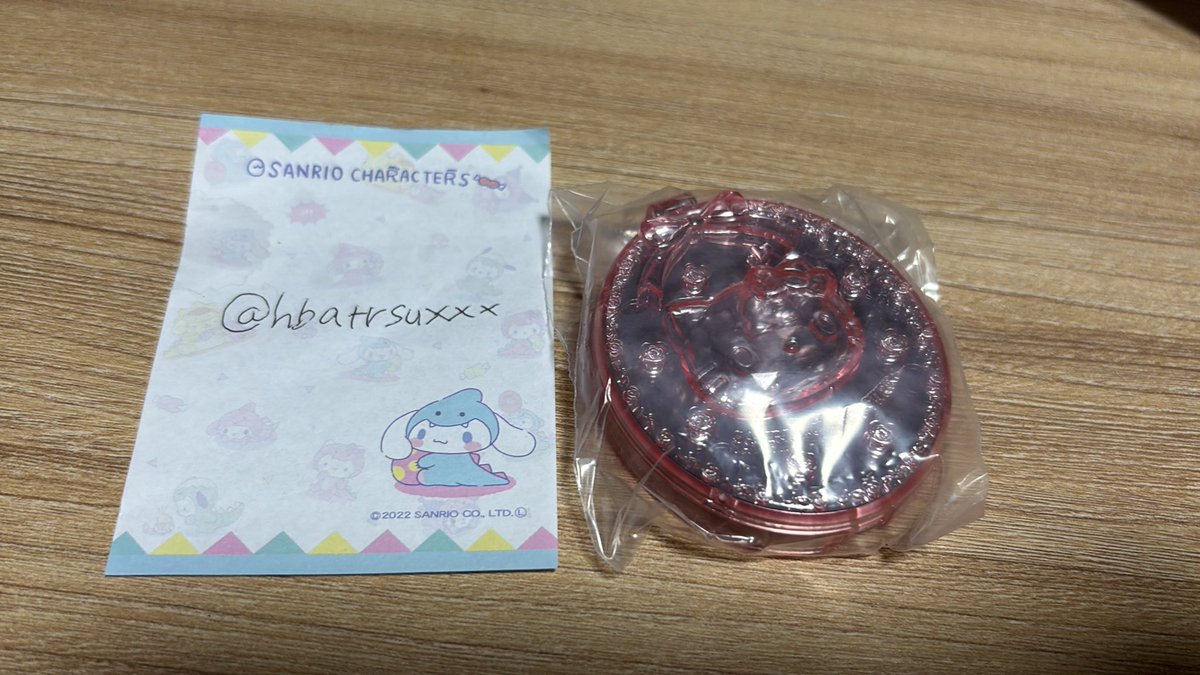 SANRIO CHARACTERS
@hbatrsuxxx
©2022 SANRIO CO., LTD.Ⓛ